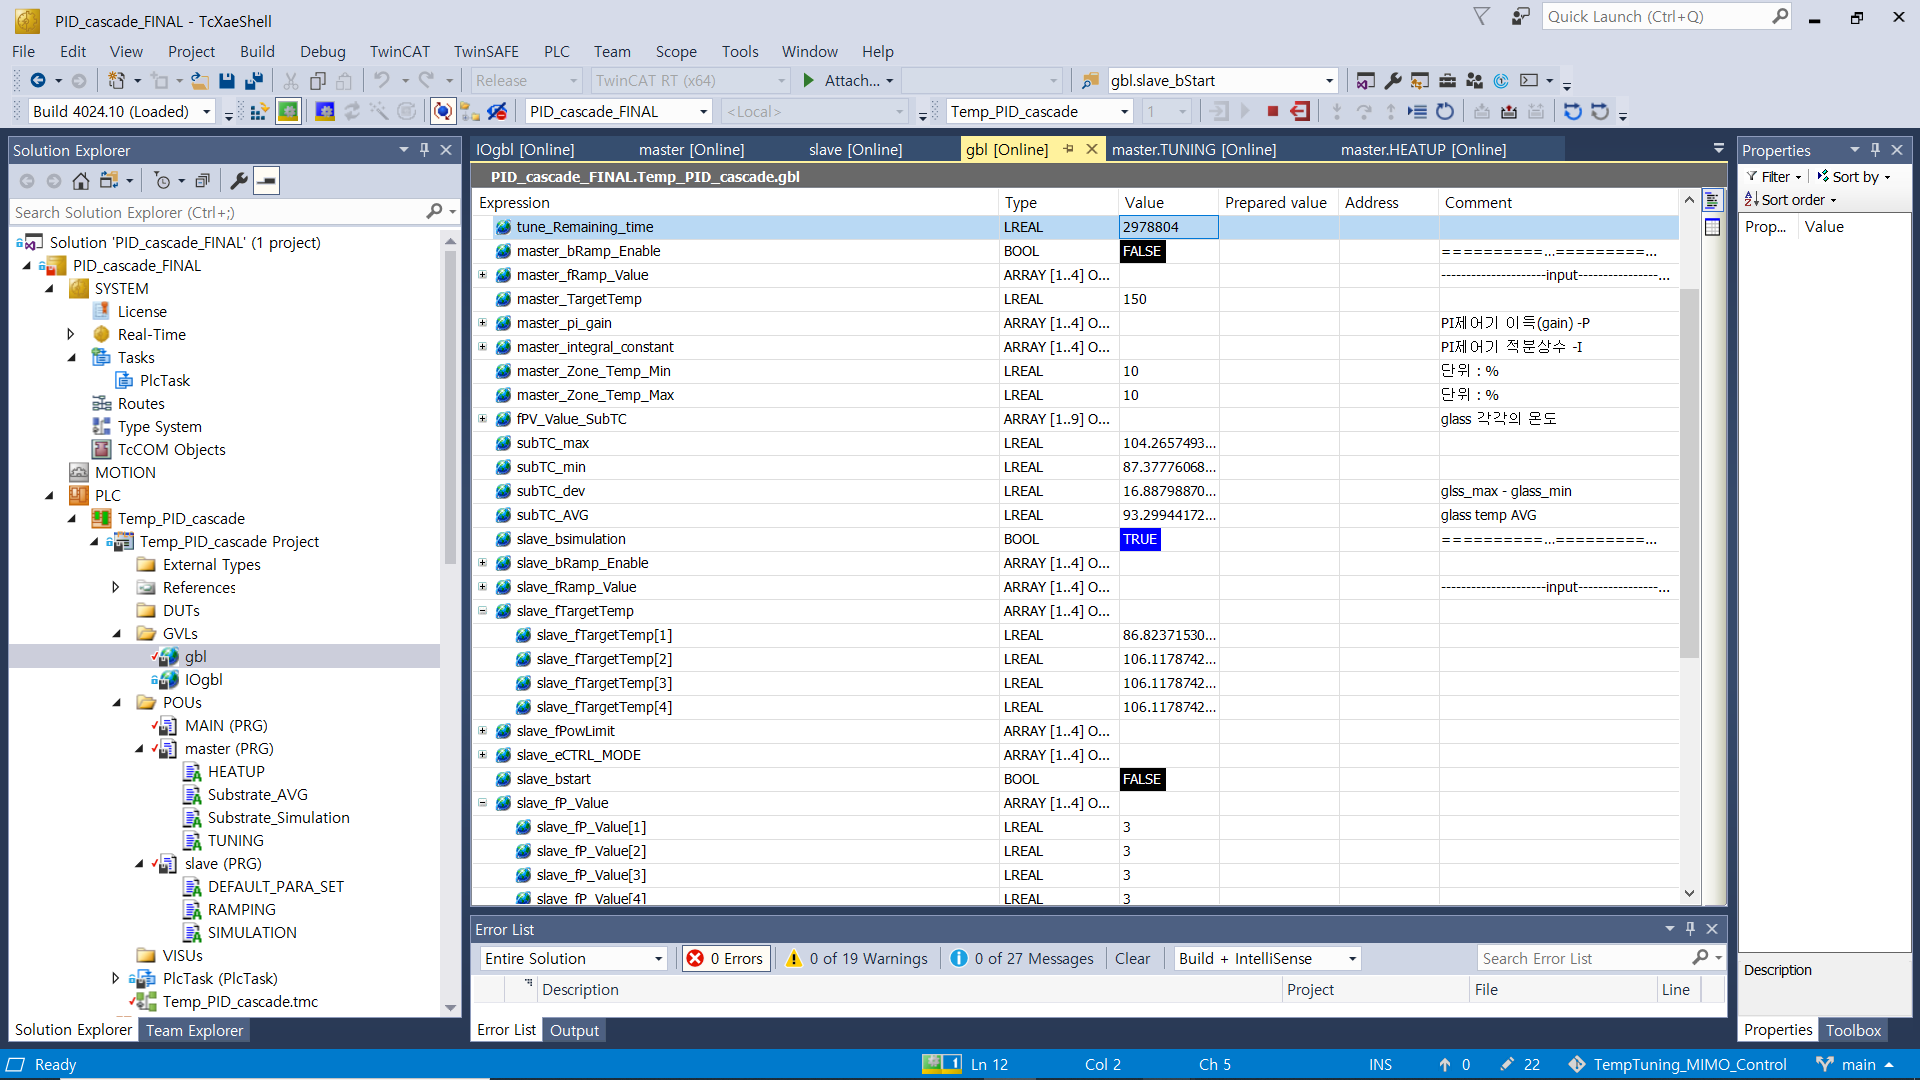 PID_cascade_FINAL - TcXaeShell
Quick Launch (Ctrl+Q)
File Edit View Project Build Debug TwinCAT TwinSAFE PLC Team Scope Tools Window Help
Release TwinCAT RT (x64) Attach... gbl.slave_bStart
Build 4024.10 (Loaded) PID_cascade_FINAL <Local> Temp_PID_cascade 1
Solution Explorer
Search Solution Explorer (Ctrl+;)
Solution 'PID_cascade_FINAL' (1 project)
PID_cascade_FINAL
SYSTEM
License
Real-Time
Tasks
PlcTask
Routes
Type System
TcCOM Objects
MOTION
PLC
Temp_PID_cascade
Temp_PID_cascade Project
External Types
References
DUTs
GVLs
gbl
IOgbl
POUs
MAIN (PRG)
master (PRG)
HEATUP
Substrate_AVG
Substrate_Simulation
TUNING
slave (PRG)
DEFAULT_PARA_SET
RAMPING
SIMULATION
VISUs
PlcTask (PlcTask)
Temp_PID_cascade.tmc
Solution Explorer Team Explorer
IOgbl [Online] master [Online] slave [Online] gbl [Online] master.TUNING [Online] master.HEATUP [Online]
PID_cascade_FINAL.Temp_PID_cascade.gbl
Expression Type Value Prepared value Address Comment
tune_Remaining_time LREAL 2978804
master_bRamp_Enable BOOL FALSE ==========...=========...
master_fRamp_Value ARRAY [1..4] O... ---------------------input----------------...
master_TargetTemp LREAL 150
master_pi_gain ARRAY [1..4] O... PI제어기 이득(gain) -P
master_integral_constant ARRAY [1..4] O... PI제어기 적분상수 -I
master_Zone_Temp_Min LREAL 10 단위 : %
master_Zone_Temp_Max LREAL 10 단위 : %
fPV_Value_SubTC ARRAY [1..9] O... glass 각각의 온도
subTC_max LREAL 104.2657493...
subTC_min LREAL 87.37776068...
subTC_dev LREAL 16.88798870... glss_max - glass_min
subTC_AVG LREAL 93.29944172... glass temp AVG
slave_bsimulation BOOL TRUE ==========...=========...
slave_bRamp_Enable ARRAY [1..4] O...
slave_fRamp_Value ARRAY [1..4] O... ---------------------input----------------...
slave_fTargetTemp ARRAY [1..4] O...
slave_fTargetTemp[1] LREAL 86.82371530...
slave_fTargetTemp[2] LREAL 106.1178742...
slave_fTargetTemp[3] LREAL 106.1178742...
slave_fTargetTemp[4] LREAL 106.1178742...
slave_fPowLimit ARRAY [1..4] O...
slave_eCTRL_MODE ARRAY [1..4] O...
slave_bstart BOOL FALSE
slave_fP_Value ARRAY [1..4] O...
slave_fP_Value[1] LREAL 3
slave_fP_Value[2] LREAL 3
slave_fP_Value[3] LREAL 3
slave_fP_Value[4] LREAL 3
Error List
Entire Solution 0 Errors 0 of 19 Warnings 0 of 27 Messages Clear Build + IntelliSense Search Error List
Description Project File Line
Error List Output
Properties
Filter Sort by
Sort order
Prop... Value
Description
Properties Toolbox
Ready 1 Ln 12 Col 2 Ch 5 INS 0 22 TempTuning_MIMO_Control main